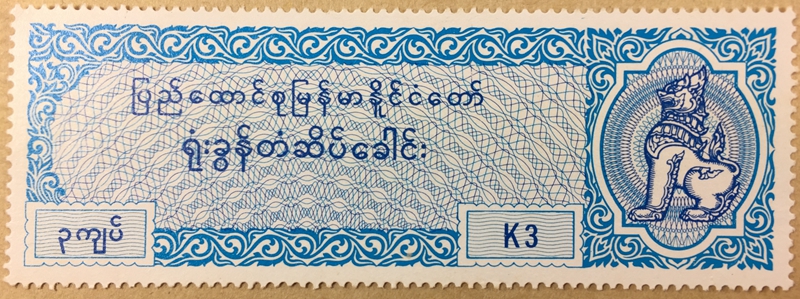 ပြည်ထောင်စုမြန်မာနိုင်ငံတော်
ရုံးခွန်တံဆိပ်ခေါင်း
၃ကျပ်
K3